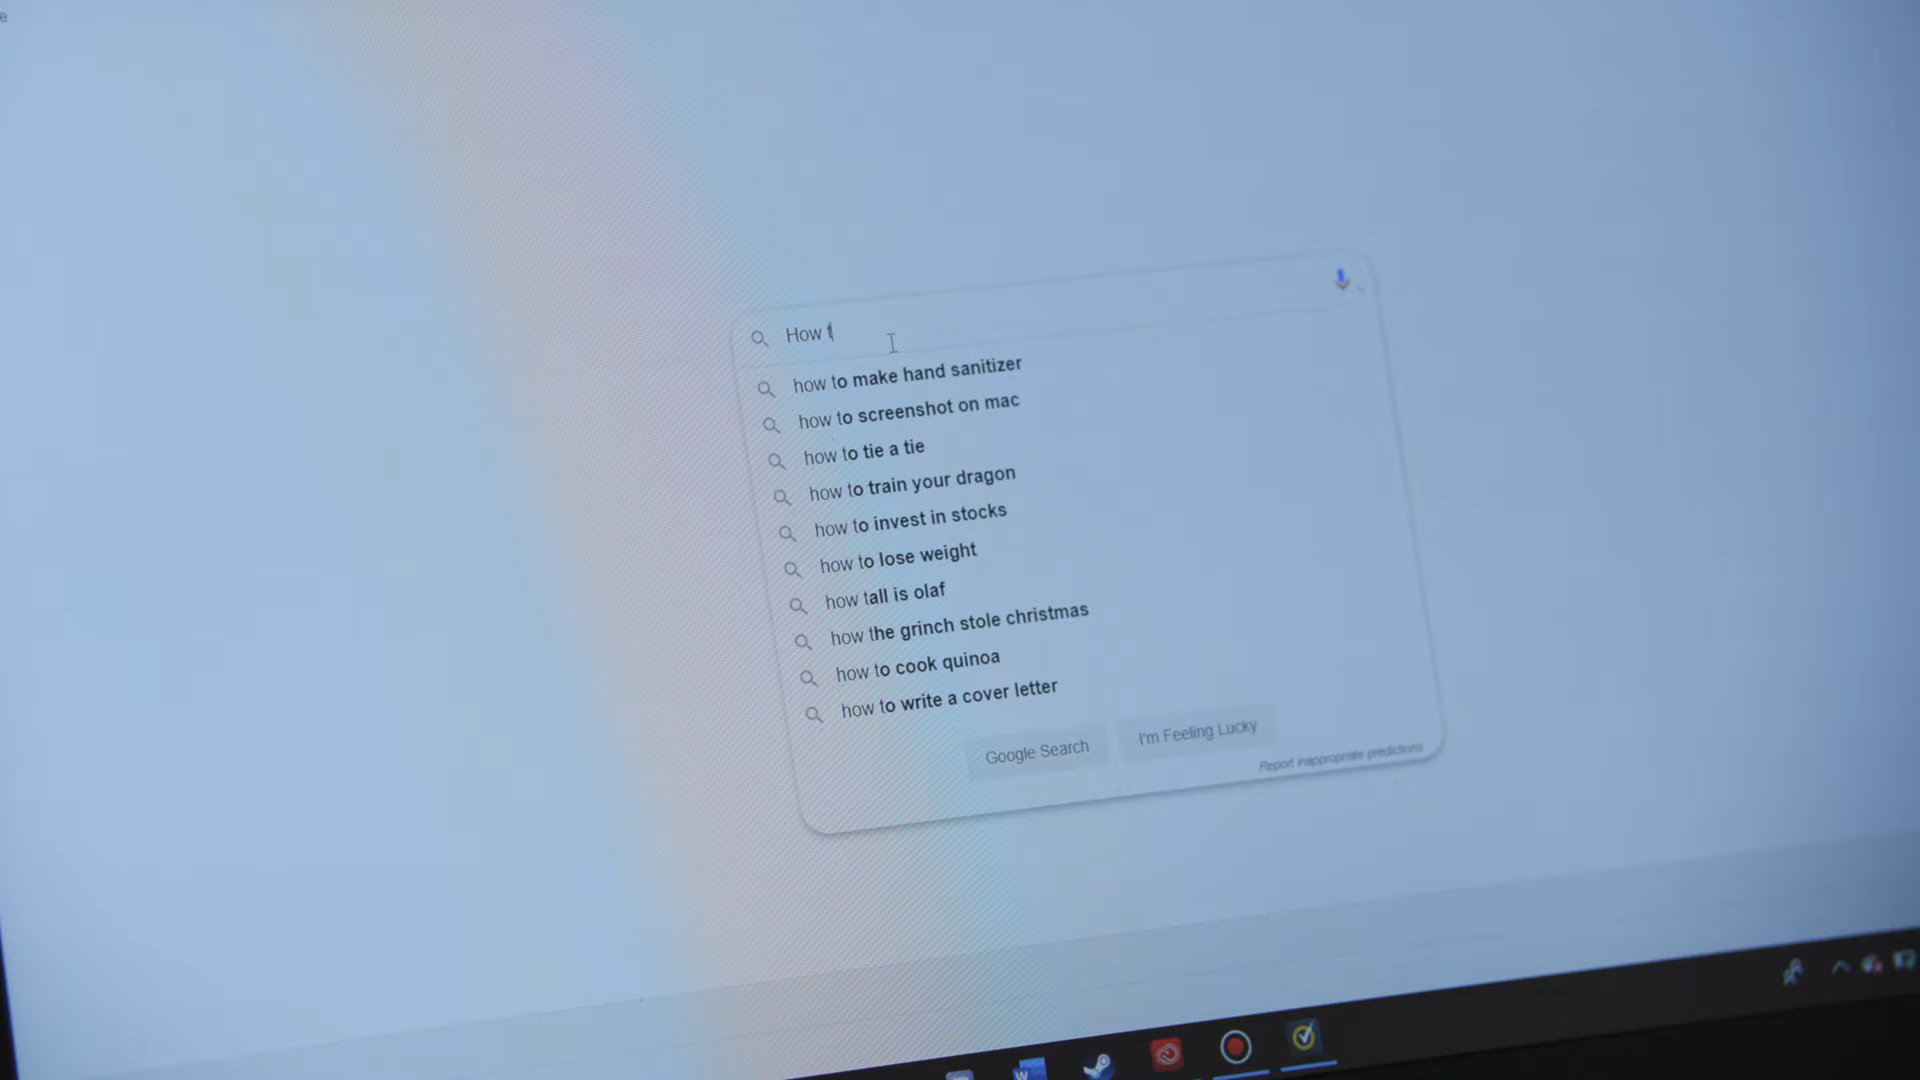 How t
how to make hand sanitizer
how to screenshot on mac
how to tie a tie
how to train your dragon
how to invest in stocks
how to lose weight
how tall is olaf
how the grinch stole christmas
how to cook quinoa
how to write a cover letter
Google Search
I'm Feeling Lucky
Report inappropriate predictions